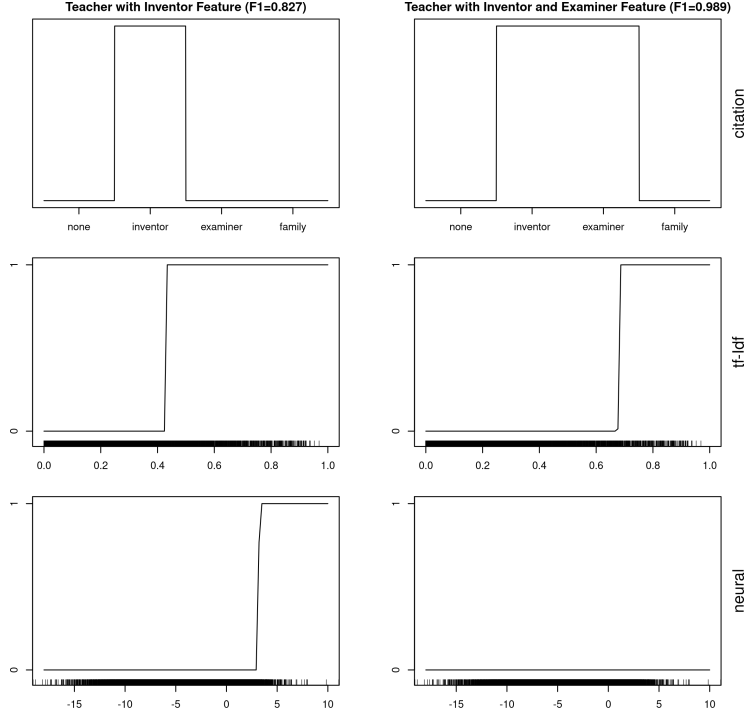 Teacher with Inventor Feature (F1=0.827)
Teacher with Inventor and Examiner Feature (F1=0.989)
none inventor examiner family
none inventor examiner family
citation
1
0
0.0 0.2 0.4 0.6 0.8 1.0
1
0
0.0 0.2 0.4 0.6 0.8 1.0
tf-Idf
1
0
-15 -10 -5 0 5 10
1
0
-15 -10 -5 0 5 10
neural